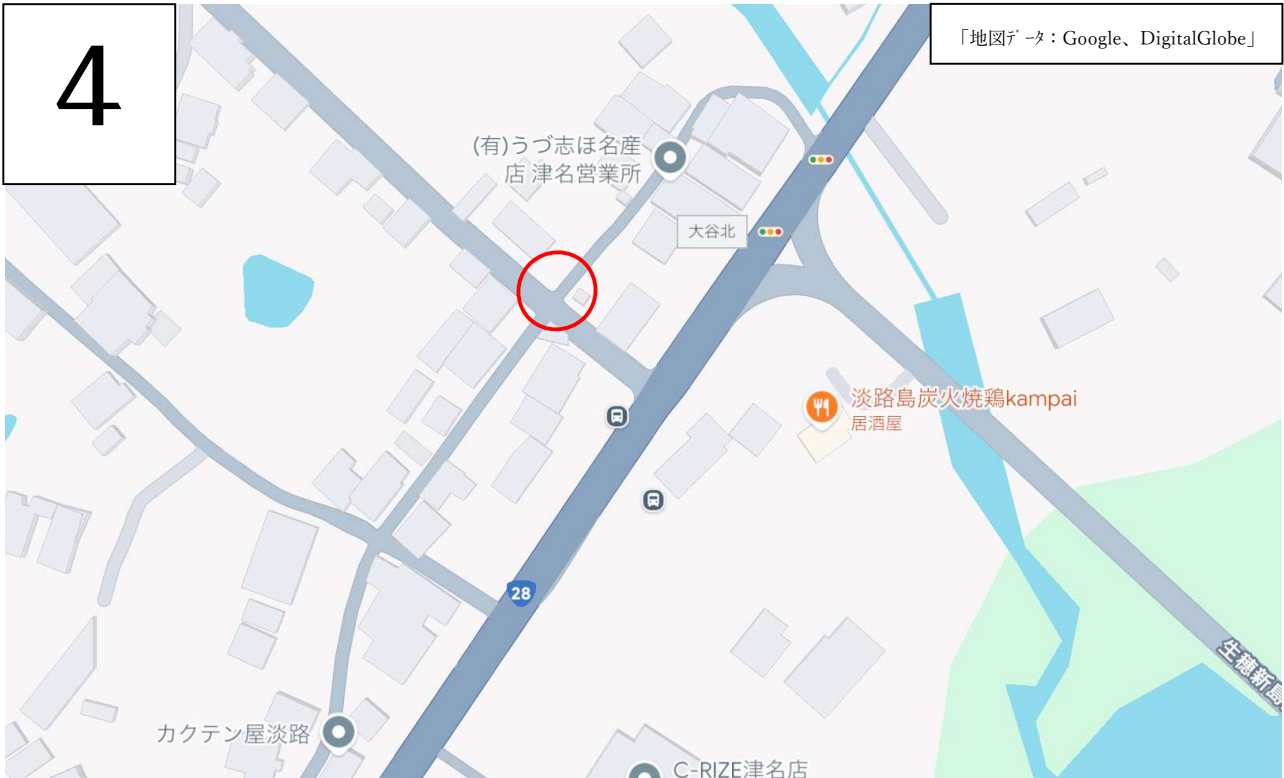 4
「地図ﾃﾞｰﾀ：Google、DigitalGlobe」
(有)うづ志ほ名産
店 津名営業所
大谷北
淡路島炭火焼鶏kampai
居酒屋
28
生穂新島
カクテン屋淡路
C-RIZE津名店